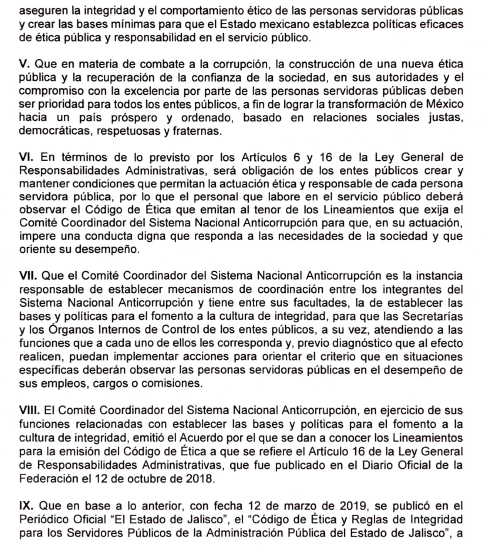 aseguren la integridad y el comportamiento ético de las personas servidoras públicas
y crear las bases mínimas para que el Estado mexicano establezca políticas eficaces
de ética pública y responsabilidad en el servicio público.
V. Que en materia de combate a la corrupción, la construcción de una nueva ética
pública y la recuperación de la confianza de la sociedad, en sus autoridades y el
compromiso con la excelencia por parte de las personas servidoras públicas deben
ser prioridad para todos los entes públicos, a fin de lograr la transformación de México
hacia un país próspero y ordenado, basado en relaciones sociales justas,
democráticas, respetuosas y fraternas.
VI. En términos de lo previsto por los Artículos 6 y 16 de la Ley General de
Responsabilidades Administrativas, será obligación de los entes públicos crear y
mantener condiciones que permitan la actuación ética y responsable de cada persona
servidora pública, por lo que el personal que labore en el servicio público deberá
observar el Código de Ética que emitan al tenor de los Lineamientos que exija el
Comité Coordinador del Sistema Nacional Anticorrupción para que, en su actuación,
impere una conducta digna que responda a las necesidades de la sociedad y que
oriente su desempeño.
VII. Que el Comité Coordinador del Sistema Nacional Anticorrupción es la instancia
responsable de establecer mecanismos de coordinación entre los integrantes del
Sistema Nacional Anticorrupción y tiene entre sus facultades, la de establecer las
bases y políticas para el fomento a la cultura de integridad, para que las Secretarías
y los Órganos Internos de Control de los entes públicos, a su vez, atendiendo a las
funciones que a cada uno de ellos les corresponda y, previo diagnóstico que al efecto
realicen, puedan implementar acciones para orientar el criterio que en situaciones
específicas deberán observar las personas servidoras públicas en el desempeño de
sus empleos, cargos o comisiones.
VIII. El Comité Coordinador del Sistema Nacional Anticorrupción, en ejercicio de sus
funciones relacionadas con establecer las bases y políticas para el fomento a la
cultura de integridad, emitió el Acuerdo por el que se dan a conocer los Lineamientos
para la emisión del Código de Ética a que se refiere el Artículo 16 de la Ley General
de Responsabilidades Administrativas, que fue publicado en el Diario Oficial de la
Federación el 12 de octubre de 2018.
IX. Que en base a lo anterior, con fecha 12 de marzo de 2019, se publicó en el
Periódico Oficial “El Estado de Jalisco”, el “Código de Ética y Reglas de Integridad
para los Servidores Públicos de la Administración Pública del Estado de Jalisco”, a